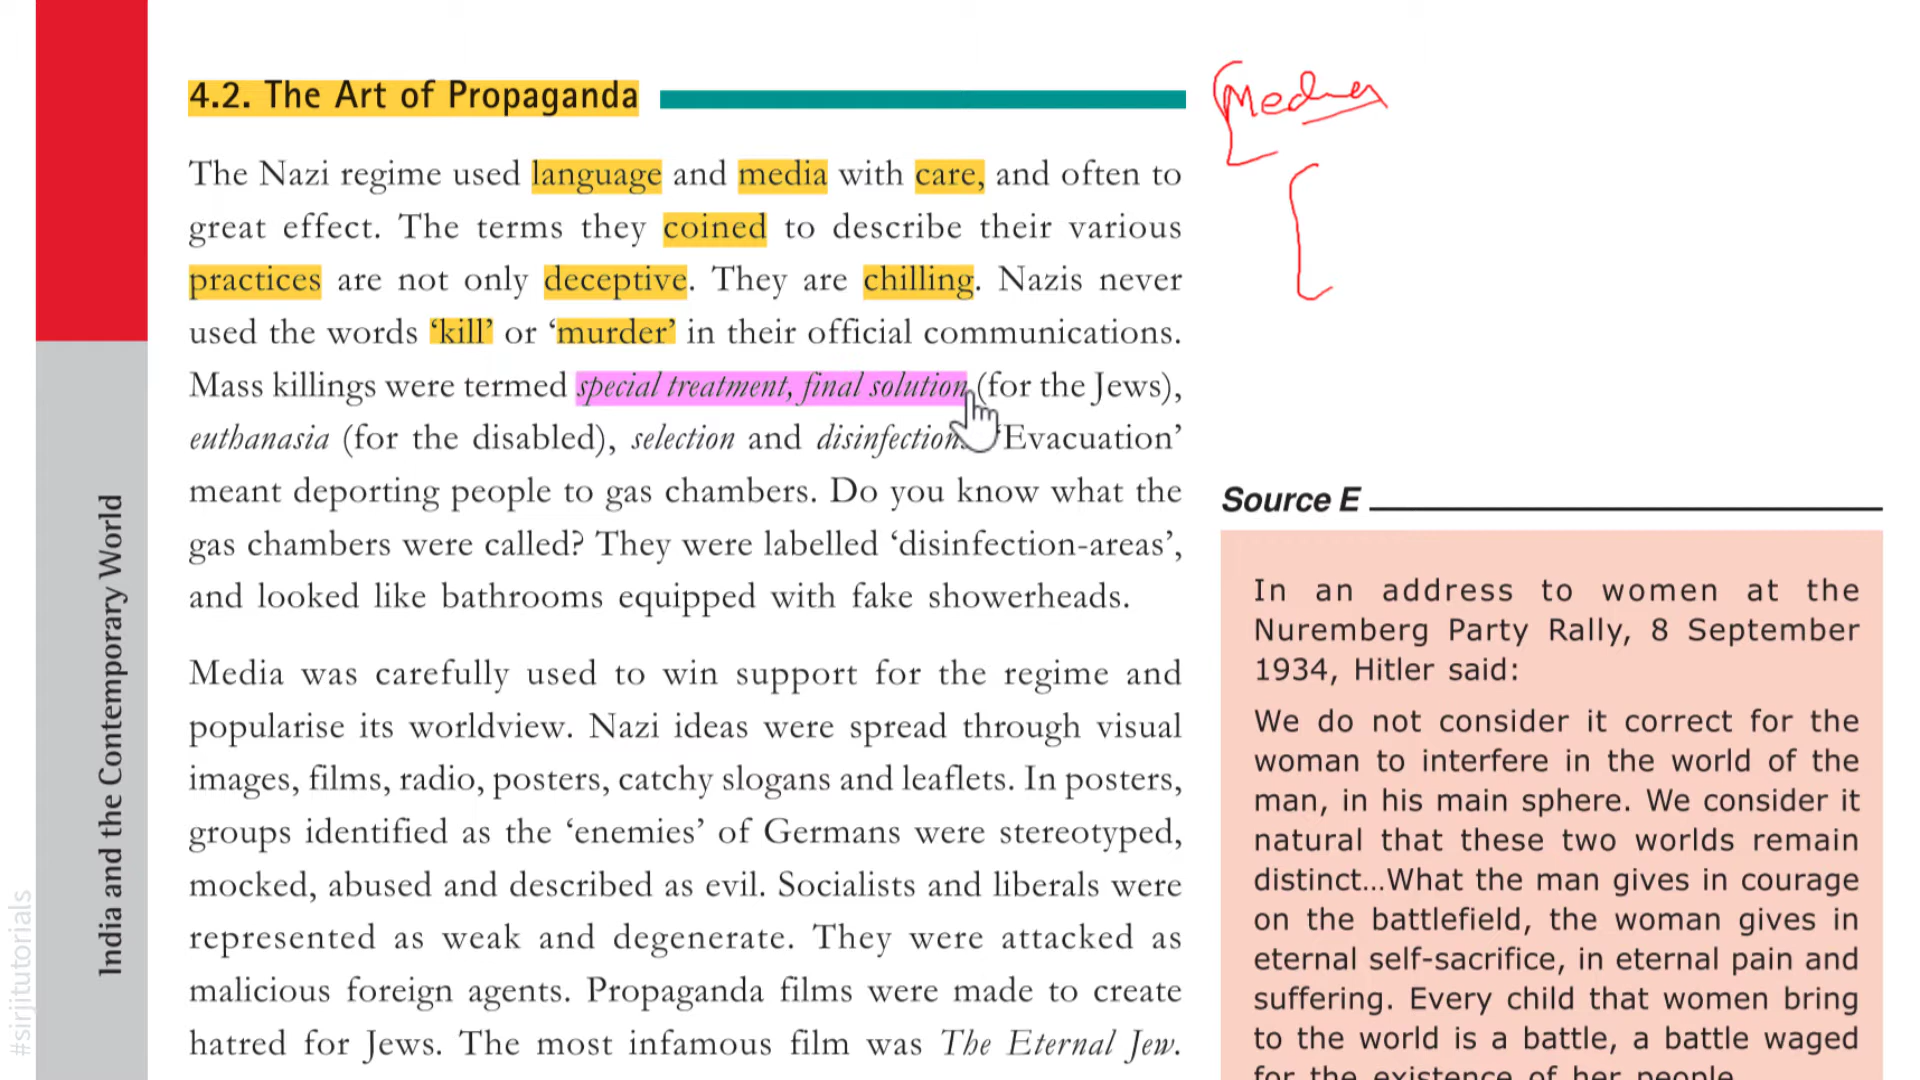 4.2. The Art of Propaganda
The Nazi regime used language and media with care, and often to
great effect. The terms they coined to describe their various
practices are not only deceptive. They are chilling. Nazis never
used the words ‘kill’ or ‘murder’ in their official communications.
Mass killings were termed special treatment, final solution (for the Jews),
euthanasia (for the disabled), selection and disinfection. ‘Evacuation’
meant deporting people to gas chambers. Do you know what the
gas chambers were called? They were labelled ‘disinfection-areas’,
and looked like bathrooms equipped with fake showerheads.
Media was carefully used to win support for the regime and
popularise its worldview. Nazi ideas were spread through visual
images, films, radio, posters, catchy slogans and leaflets. In posters,
groups identified as the ‘enemies’ of Germans were stereotyped,
mocked, abused and described as evil. Socialists and liberals were
represented as weak and degenerate. They were attacked as
malicious foreign agents. Propaganda films were made to create
hatred for Jews. The most infamous film was The Eternal Jew.
Source E
In an address to women at the
Nuremberg Party Rally, 8 September
1934, Hitler said:
We do not consider it correct for the
woman to interfere in the world of the
man, in his main sphere. We consider it
natural that these two worlds remain
distinct...What the man gives in courage
on the battlefield, the woman gives in
eternal self-sacrifice, in eternal pain and
suffering. Every child that women bring
to the world is a battle, a battle waged
for the existence of her people.
India and the Contemporary World
#sirjitutorials